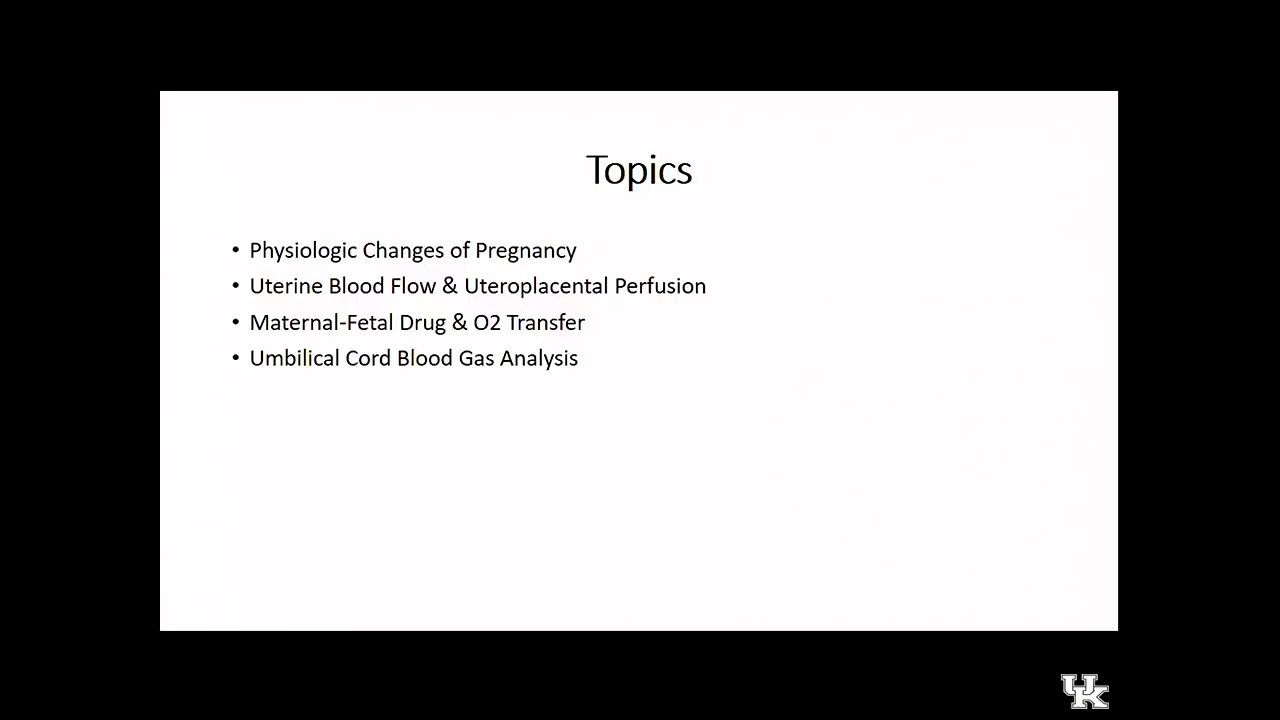 Topics
• Physiologic Changes of Pregnancy
• Uterine Blood Flow & Uteroplacental Perfusion
• Maternal-Fetal Drug & O2 Transfer
• Umbilical Cord Blood Gas Analysis
UK